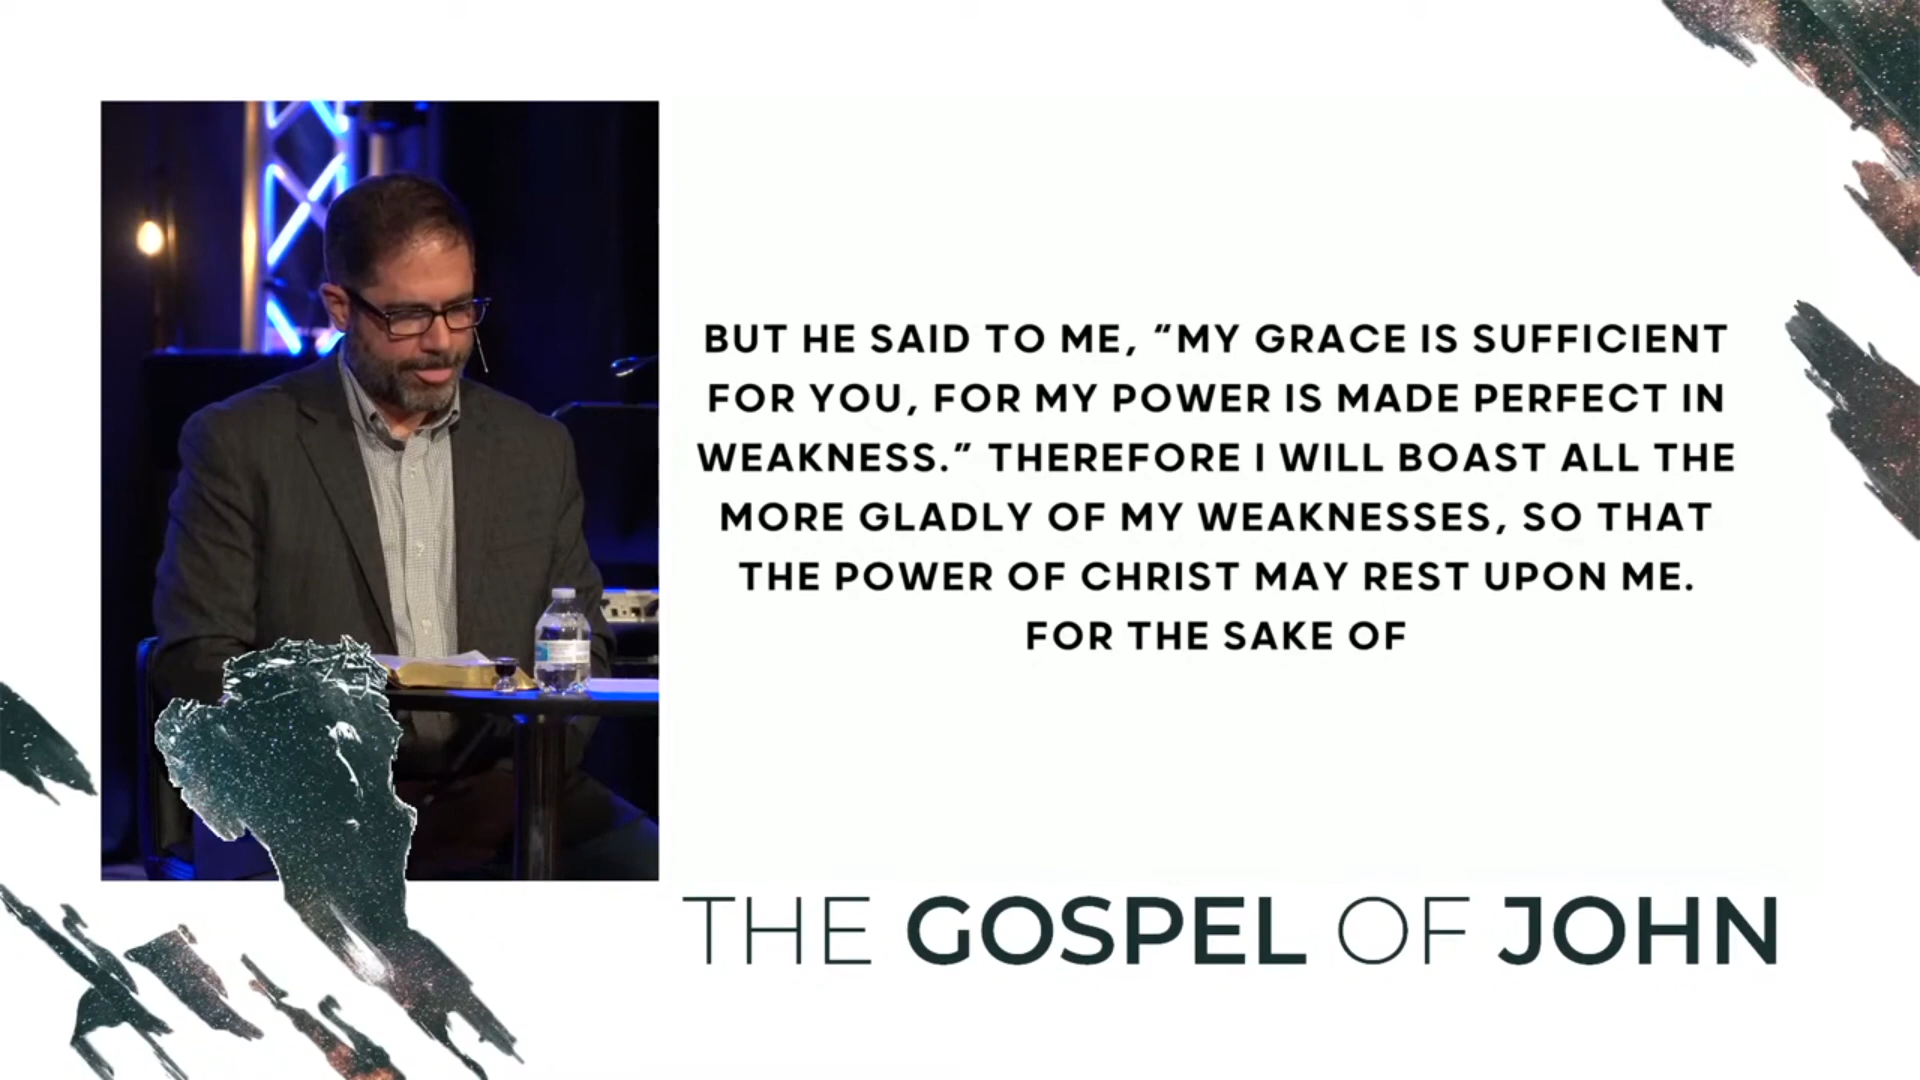 BUT HE SAID TO ME, “MY GRACE IS SUFFICIENT
FOR YOU, FOR MY POWER IS MADE PERFECT IN
WEAKNESS.” THEREFORE I WILL BOAST ALL THE
MORE GLADLY OF MY WEAKNESSES, SO THAT
THE POWER OF CHRIST MAY REST UPON ME.
FOR THE SAKE OF
THE GOSPEL OF JOHN